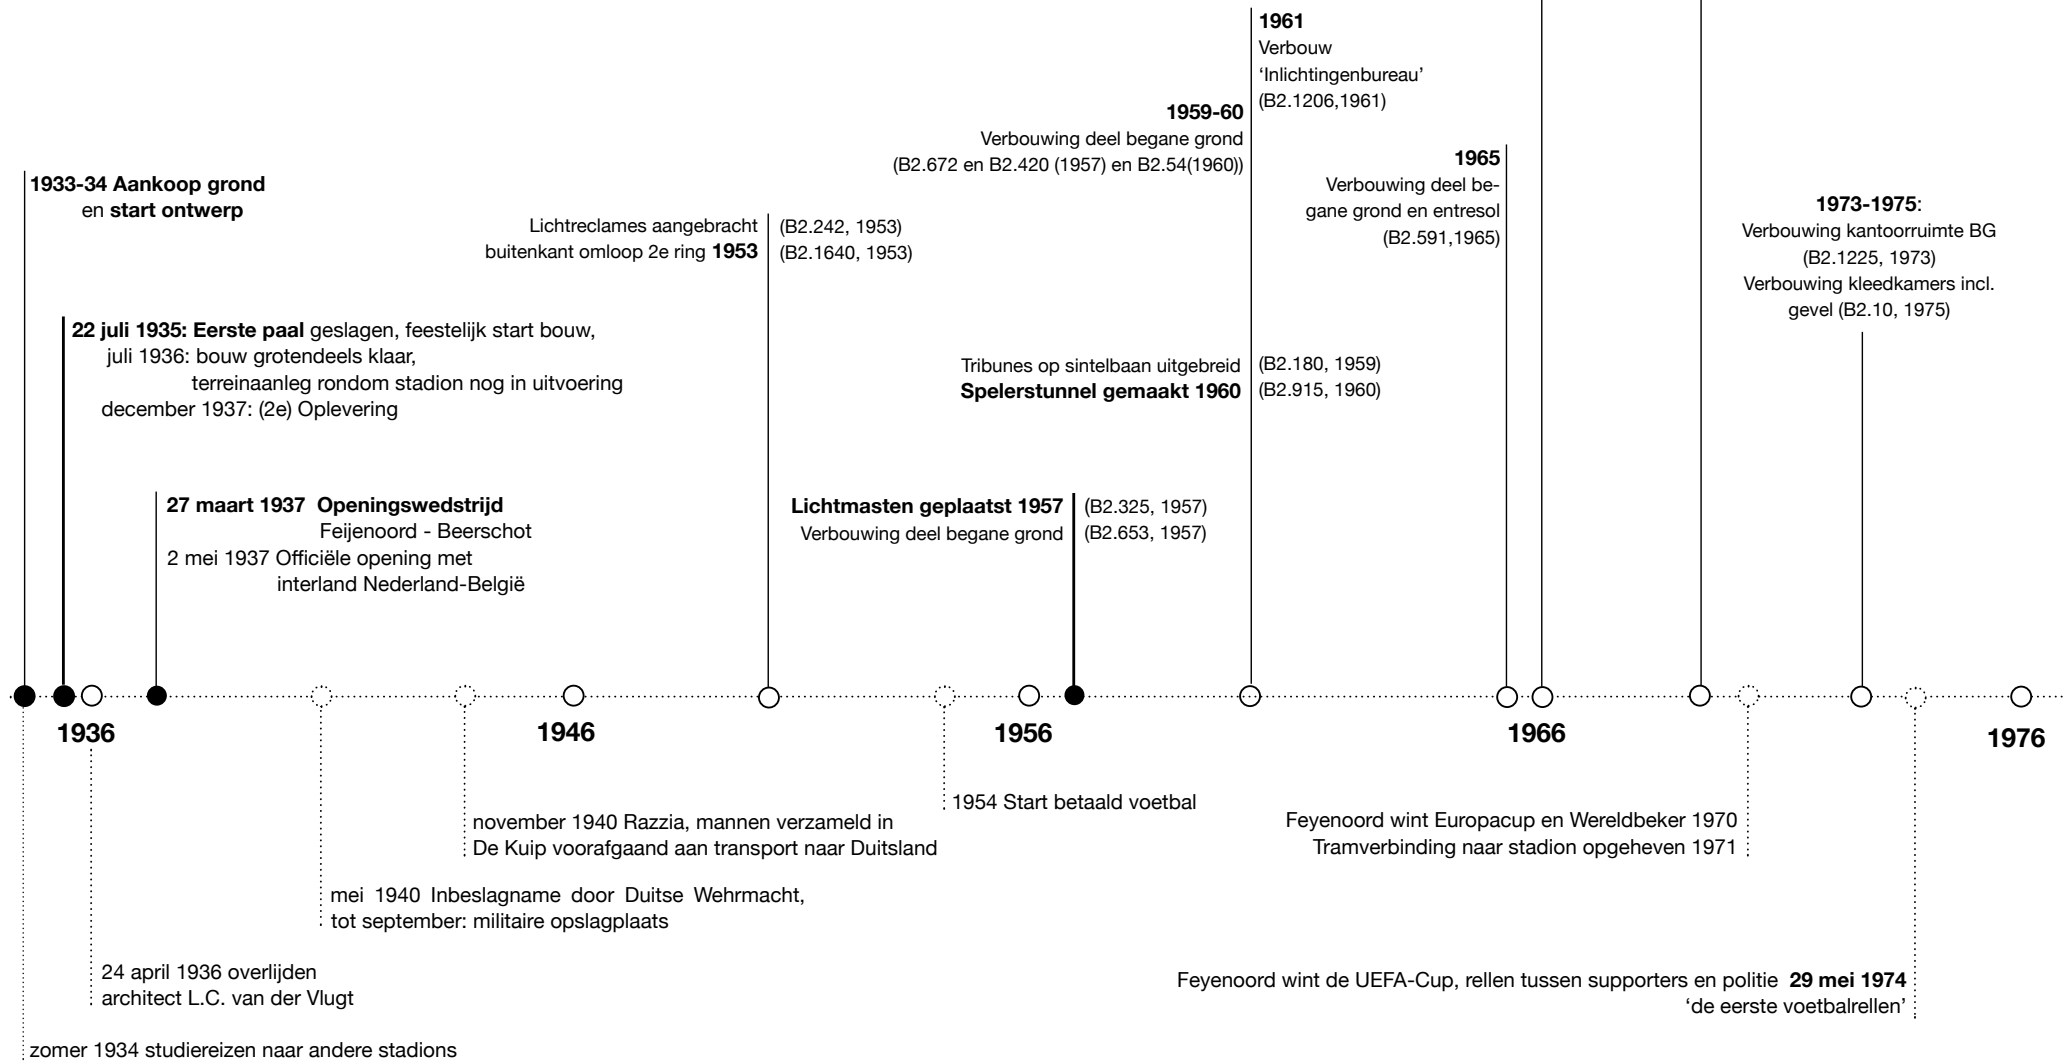 1961
Verbouw
‘Inlichtingenbureau’
(B2.1206,1961)
1959-60
Verbouwing deel begane grond
(B2.672 en B2.420 (1957) en B2.54(1960))
1965
Verbouwing deel be-
gane grond en entresol
(B2.591,1965)
1933-34 Aankoop grond
en start ontwerp
Lichtreclames aangebracht (B2.242, 1953)
buitenkant omloop 2e ring 1953 (B2.1640, 1953)
1973-1975:
Verbouwing kantoorruimte BG
(B2.1225, 1973)
Verbouwing kleedkamers incl.
gevel (B2.10, 1975)
22 juli 1935: Eerste paal geslagen, feestelijk start bouw,
juli 1936: bouw grotendeels klaar,
terreinaanleg rondom stadion nog in uitvoering
december 1937: (2e) Oplevering
Tribunes op sintelbaan uitgebreid (B2.180, 1959)
Spelerstunnel gemaakt 1960 (B2.915, 1960)
27 maart 1937 Openingswedstrijd
Feijenoord - Beerschot
2 mei 1937 Officiële opening met
interland Nederland-België
Lichtmasten geplaatst 1957 (B2.325, 1957)
Verbouwing deel begane grond (B2.653, 1957)
1936 1946 1956 1966 1976
1954 Start betaald voetbal
november 1940 Razzia, mannen verzameld in
De Kuip voorafgaand aan transport naar Duitsland
Feyenoord wint Europacup en Wereldbeker 1970
Tramverbinding naar stadion opgeheven 1971
mei 1940 Inbeslagname door Duitse Wehrmacht,
tot september: militaire opslagplaats
24 april 1936 overlijden
architect L.C. van der Vlugt
Feyenoord wint de UEFA-Cup, rellen tussen supporters en politie 29 mei 1974
‘de eerste voetbalrellen’
zomer 1934 studiereizen naar andere stadions